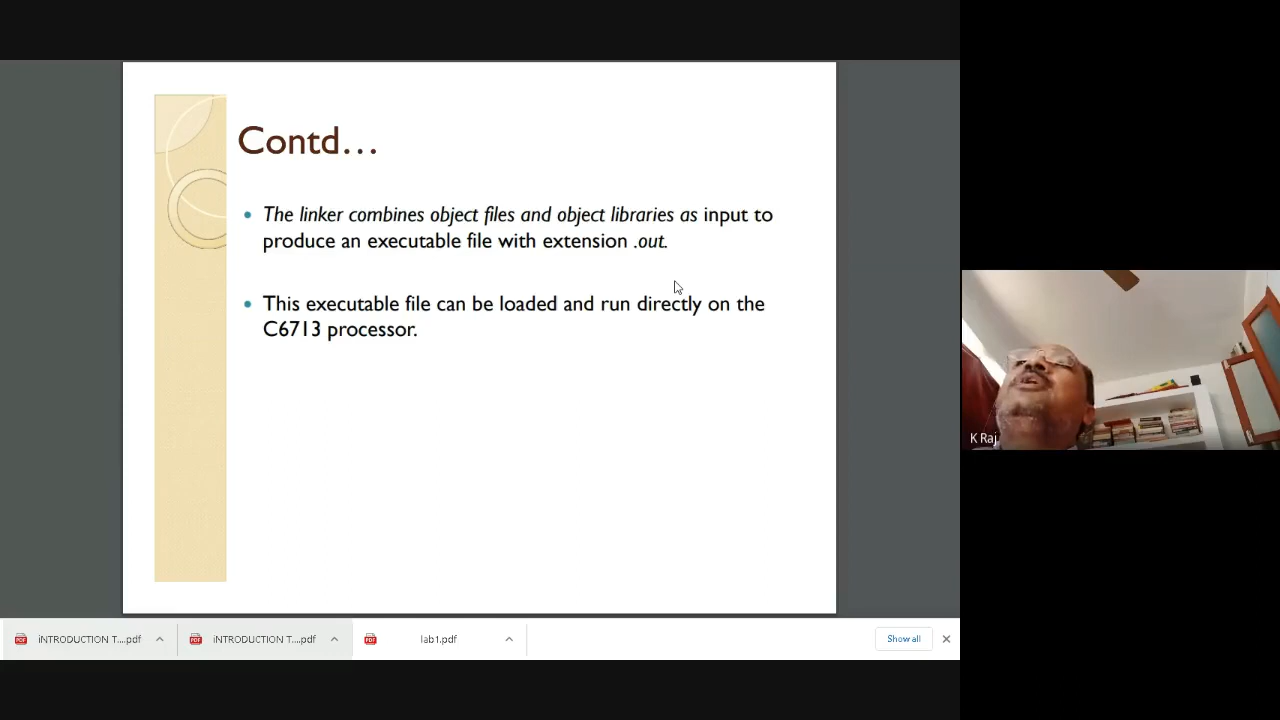 Contd...
• The linker combines object files and object libraries as input to
produce an executable file with extension .out.
• This executable file can be loaded and run directly on the
C6713 processor.
K Raj
iNTRODUCTION T....pdf
iNTRODUCTION T....pdf
lab1.pdf
Show all